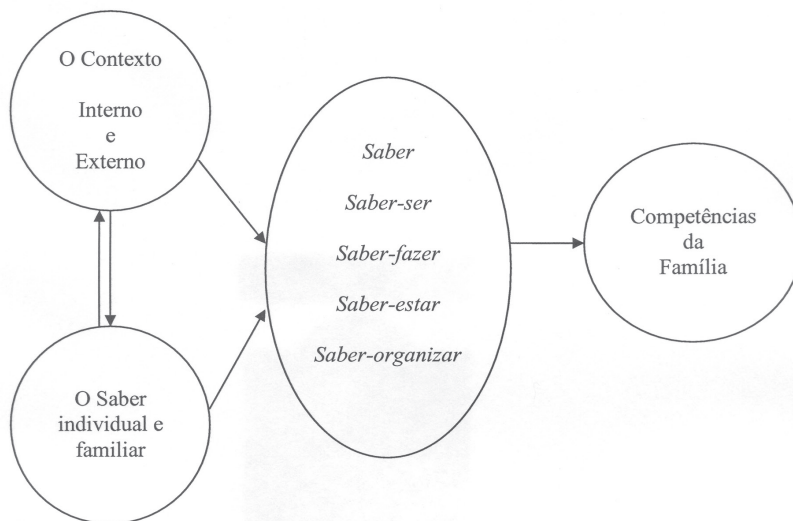 O Contexto
Interno
e
Externo
O Saber
individual e
familiar
Saber
Saber-ser
Saber-fazer
Saber-estar
Saber-organizar
Competências
da
Família